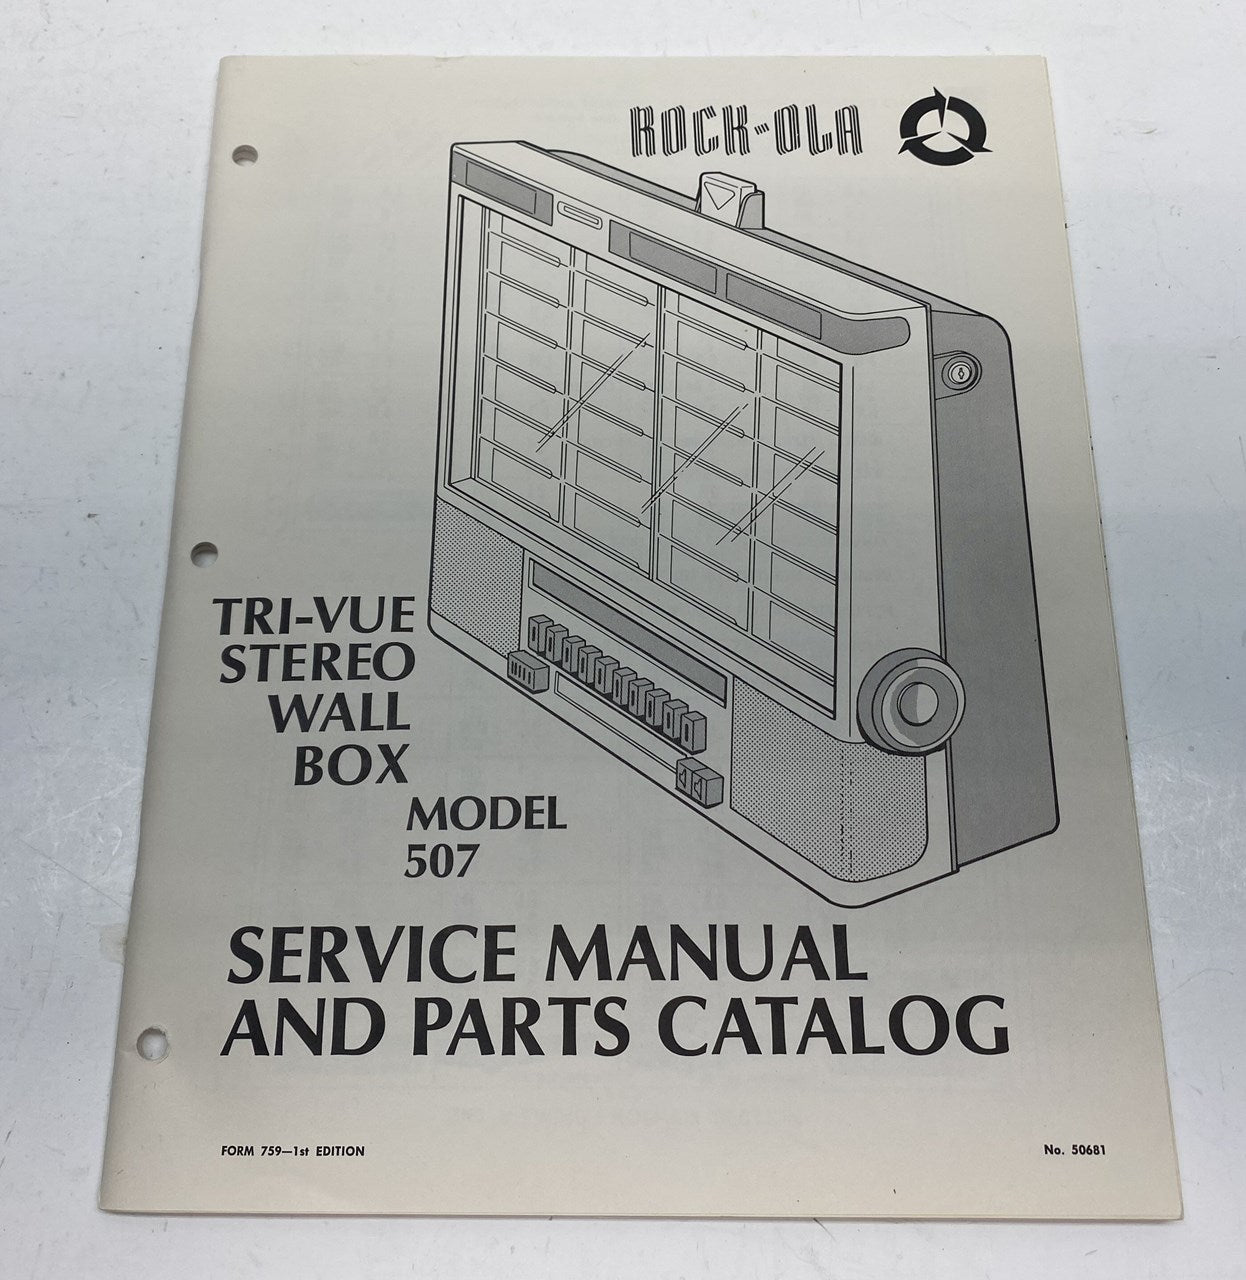 ROCK-OLA
TRI-VUE
STEREO
WALL
BOX
MODEL
507
SERVICE MANUAL
AND PARTS CATALOG
FORM 759—1st EDITION
No. 50681